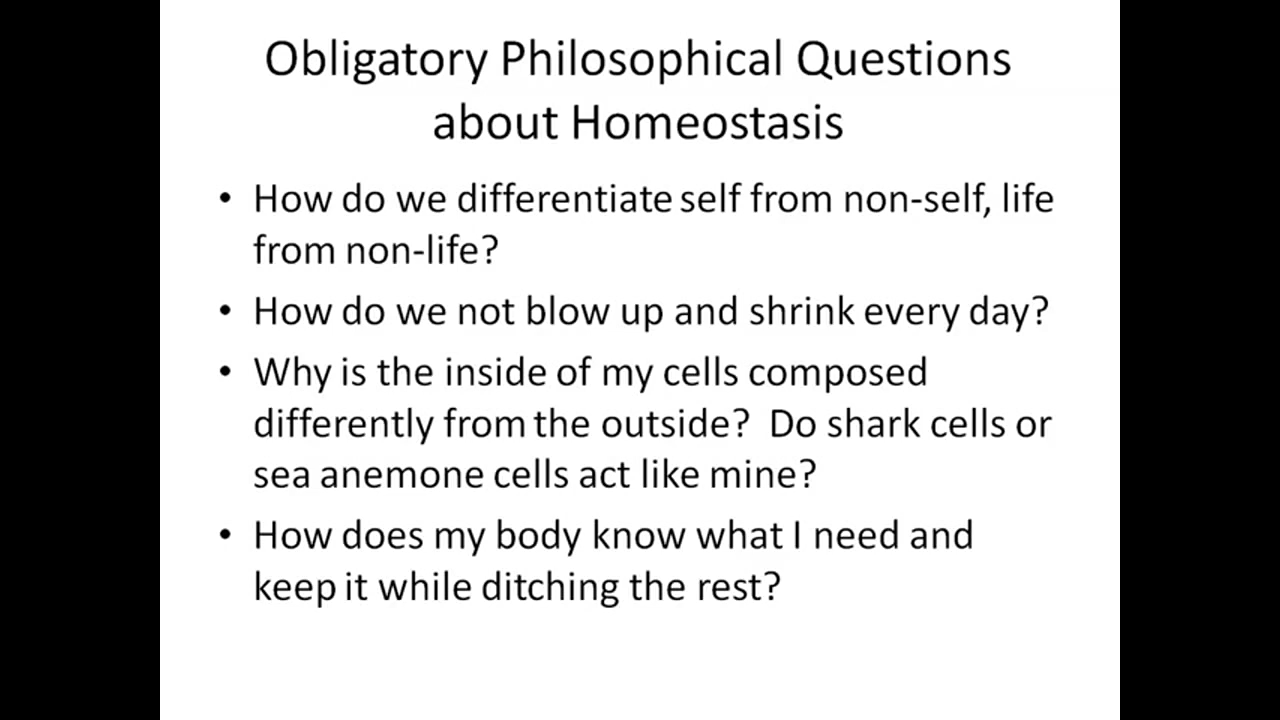 Obligatory Philosophical Questions
about Homeostasis
• How do we differentiate self from non-self, life
from non-life?
• How do we not blow up and shrink every day?
• Why is the inside of my cells composed
differently from the outside?  Do shark cells or
sea anemone cells act like mine?
• How does my body know what I need and
keep it while ditching the rest?